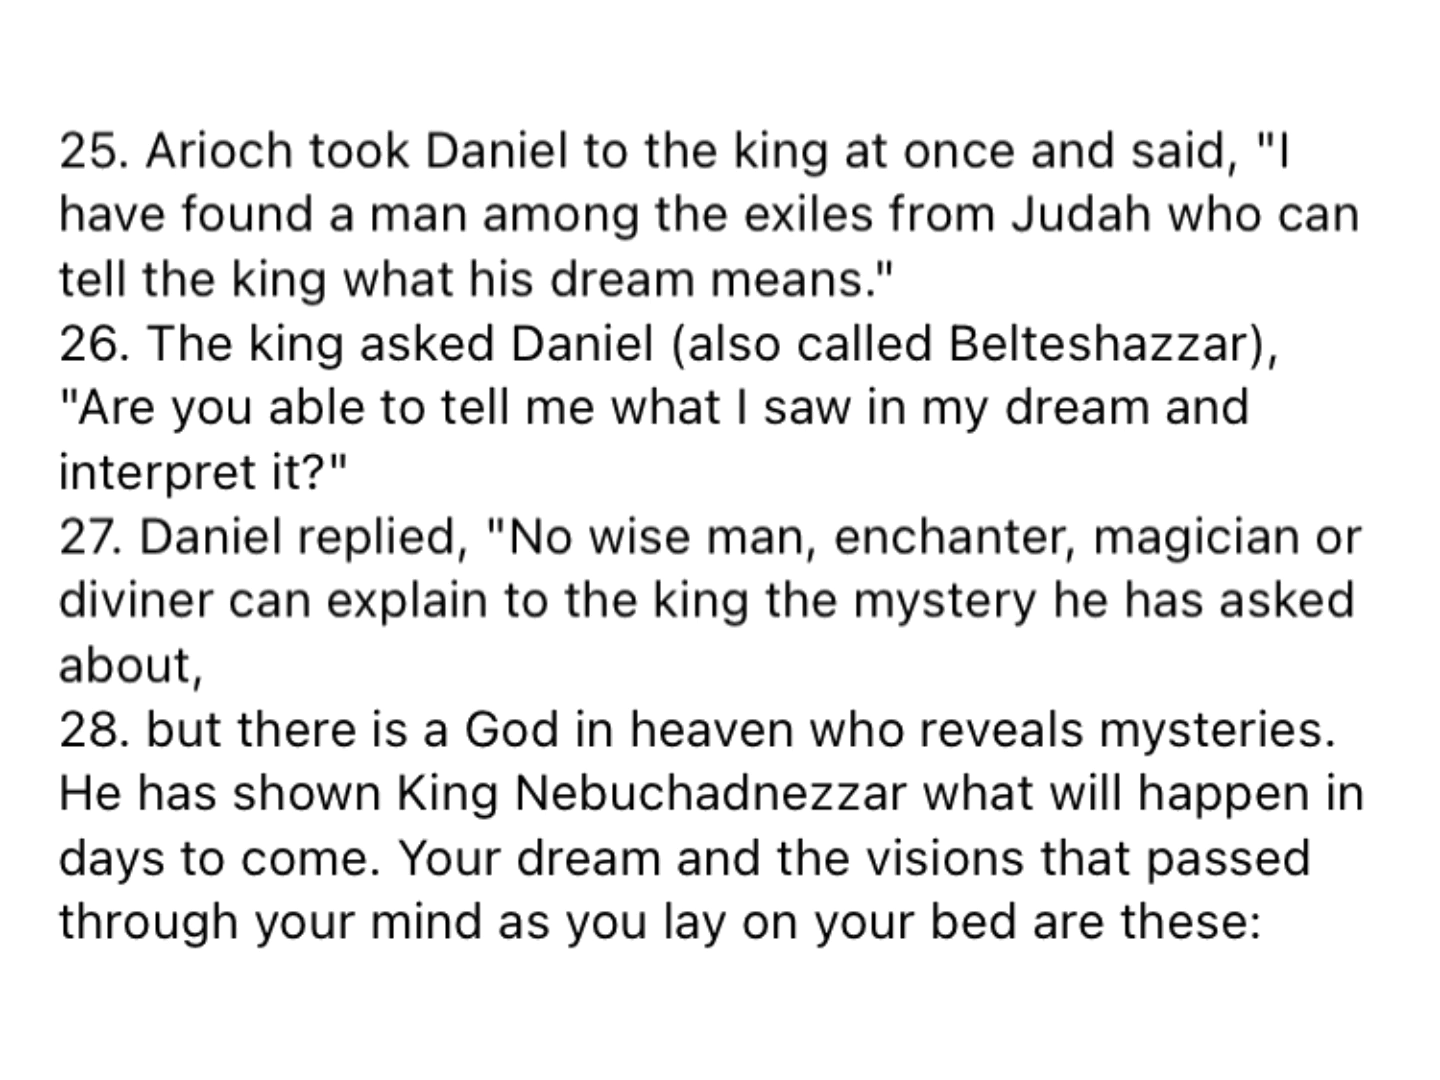 25. Arioch took Daniel to the king at once and said, "I
have found a man among the exiles from Judah who can
tell the king what his dream means."
26. The king asked Daniel (also called Belteshazzar),
"Are you able to tell me what I saw in my dream and
interpret it?"
27. Daniel replied, "No wise man, enchanter, magician or
diviner can explain to the king the mystery he has asked
about,
28. but there is a God in heaven who reveals mysteries.
He has shown King Nebuchadnezzar what will happen in
days to come. Your dream and the visions that passed
through your mind as you lay on your bed are these: